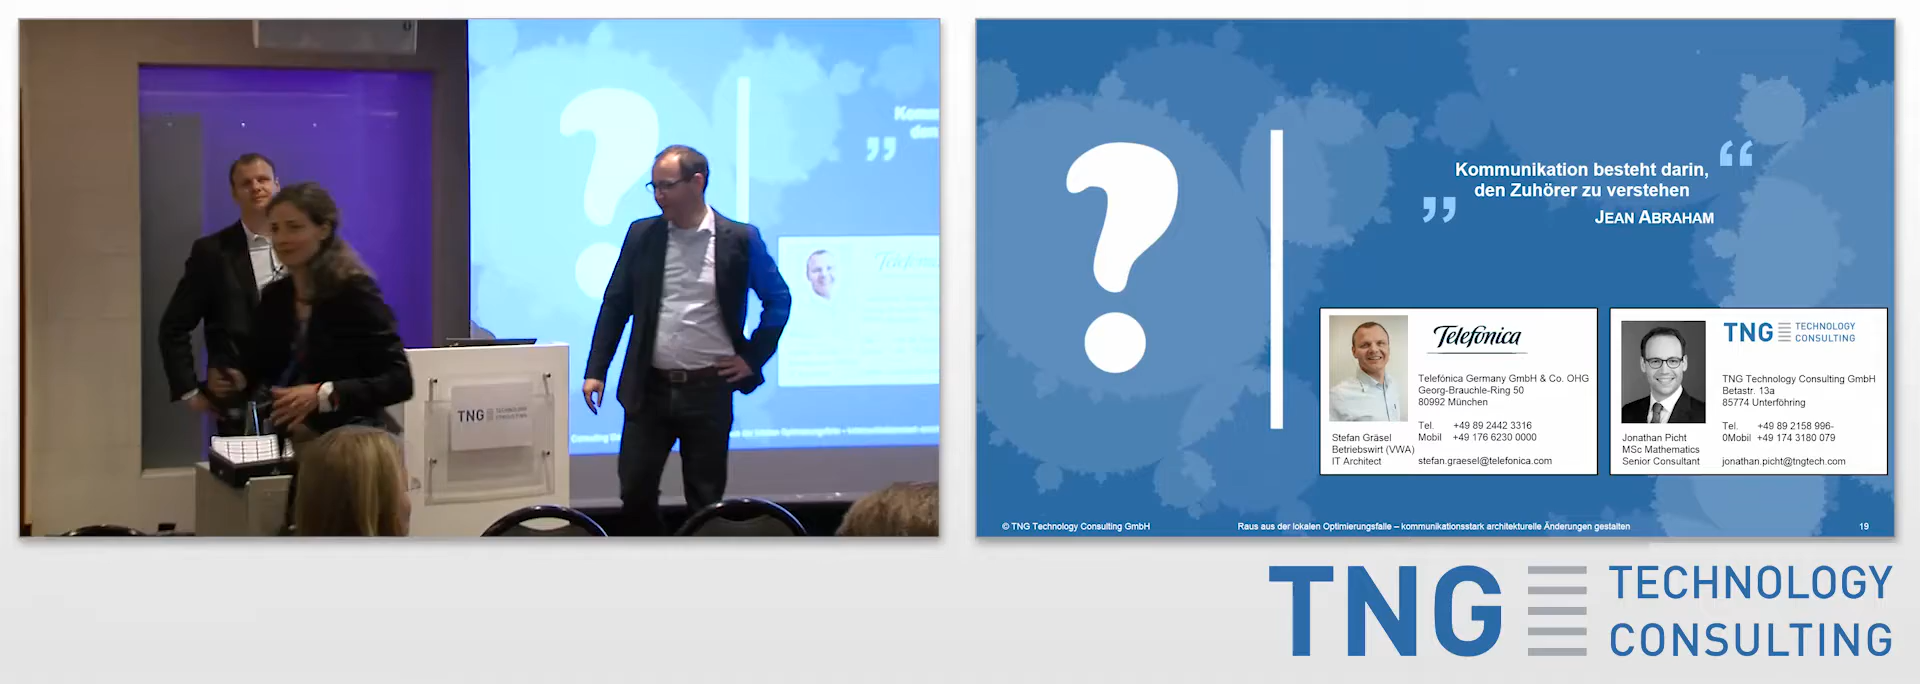 Telefónica
TNG TECHNOLOGY
CONSULTING
Kommunikation besteht darin,
den Zuhörer zu verstehen
JEAN ABRAHAM
Telefónica
Telefónica Germany GmbH & Co. OHG
Georg-Brauchle-Ring 50
80992 München
Tel. +49 89 2442 3316
Mobil +49 176 6230 0000
stefan.graesel@telefonica.com
Stefan Gräsel
Betriebswirt (VWA)
IT Architect
TNG TECHNOLOGY
CONSULTING
TNG Technology Consulting GmbH
Betastr. 13a
85774 Unterföhring
Tel. +49 89 2158 996-
0Mobil +49 174 3180 079
jonathan.picht@tngtech.com
Jonathan Picht
MSc Mathematics
Senior Consultant
© TNG Technology Consulting GmbH
Raus aus der lokalen Optimierungsfalle – kommunikationsstark architekturelle Änderungen gestalten
19
TNG TECHNOLOGY
CONSULTING